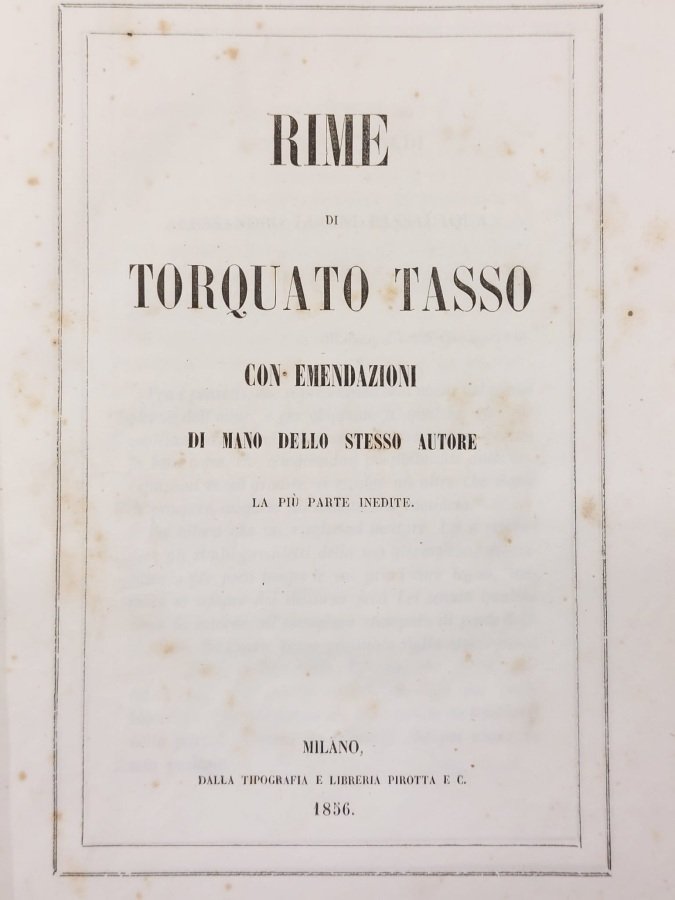 RIME
DI
TORQUATO TASSO
CON EMENDAZIONI
DI MANO DELLO STESSO AUTORE
LA PIÙ PARTE INEDITE.
MILANO,
DALLA TIPOGRAFIA E LIBRERIA PIROTTA E C.
1856.